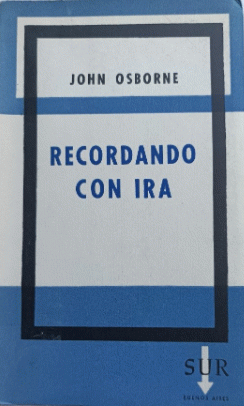 JOHN OSBORNE
RECORDANDO
CON IRA
SUR
BUENOS AIRES